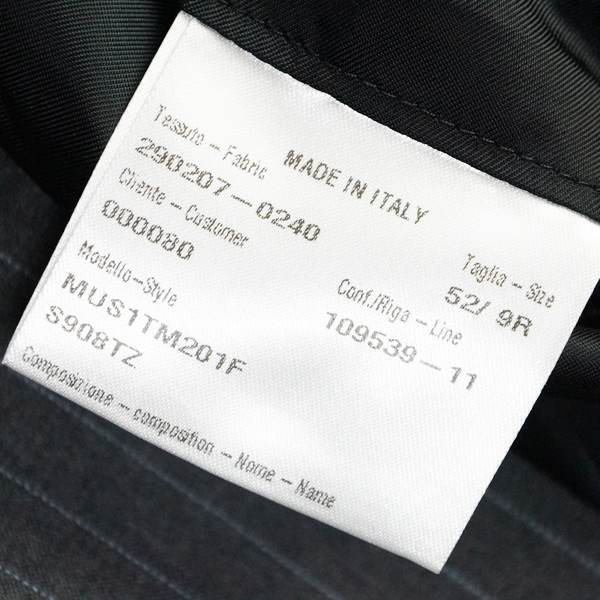 MADE IN ITALY
Tessuto - Fabric
290207-0240
Taglia - Size
52/ 9R
Cliente - Customer
000080
Conf./Riga - Line
109539-11
Modello-Style
MUS1TM201F
S908TZ
Composizione - composition - Nome - Name